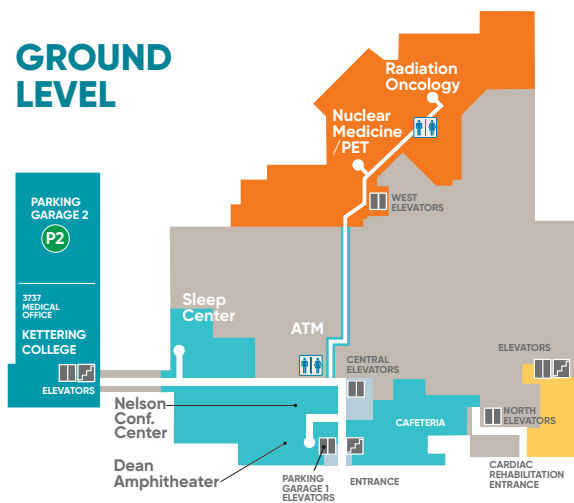 GROUND
LEVEL
Radiation
Oncology
Nuclear
Medicine
/PET
WEST
ELEVATORS
PARKING
GARAGE 2
P2
3737
MEDICAL
OFFICE
KETTERING
COLLEGE
ELEVATORS
Sleep
Center
ATM
CENTRAL
ELEVATORS
ELEVATORS
Nelson
Conf.
Center
CAFETERIA
NORTH
ELEVATORS
Dean
Amphitheater
PARKING
GARAGE 1
ELEVATORS
ENTRANCE
CARDIAC
REHABILITATION
ENTRANCE